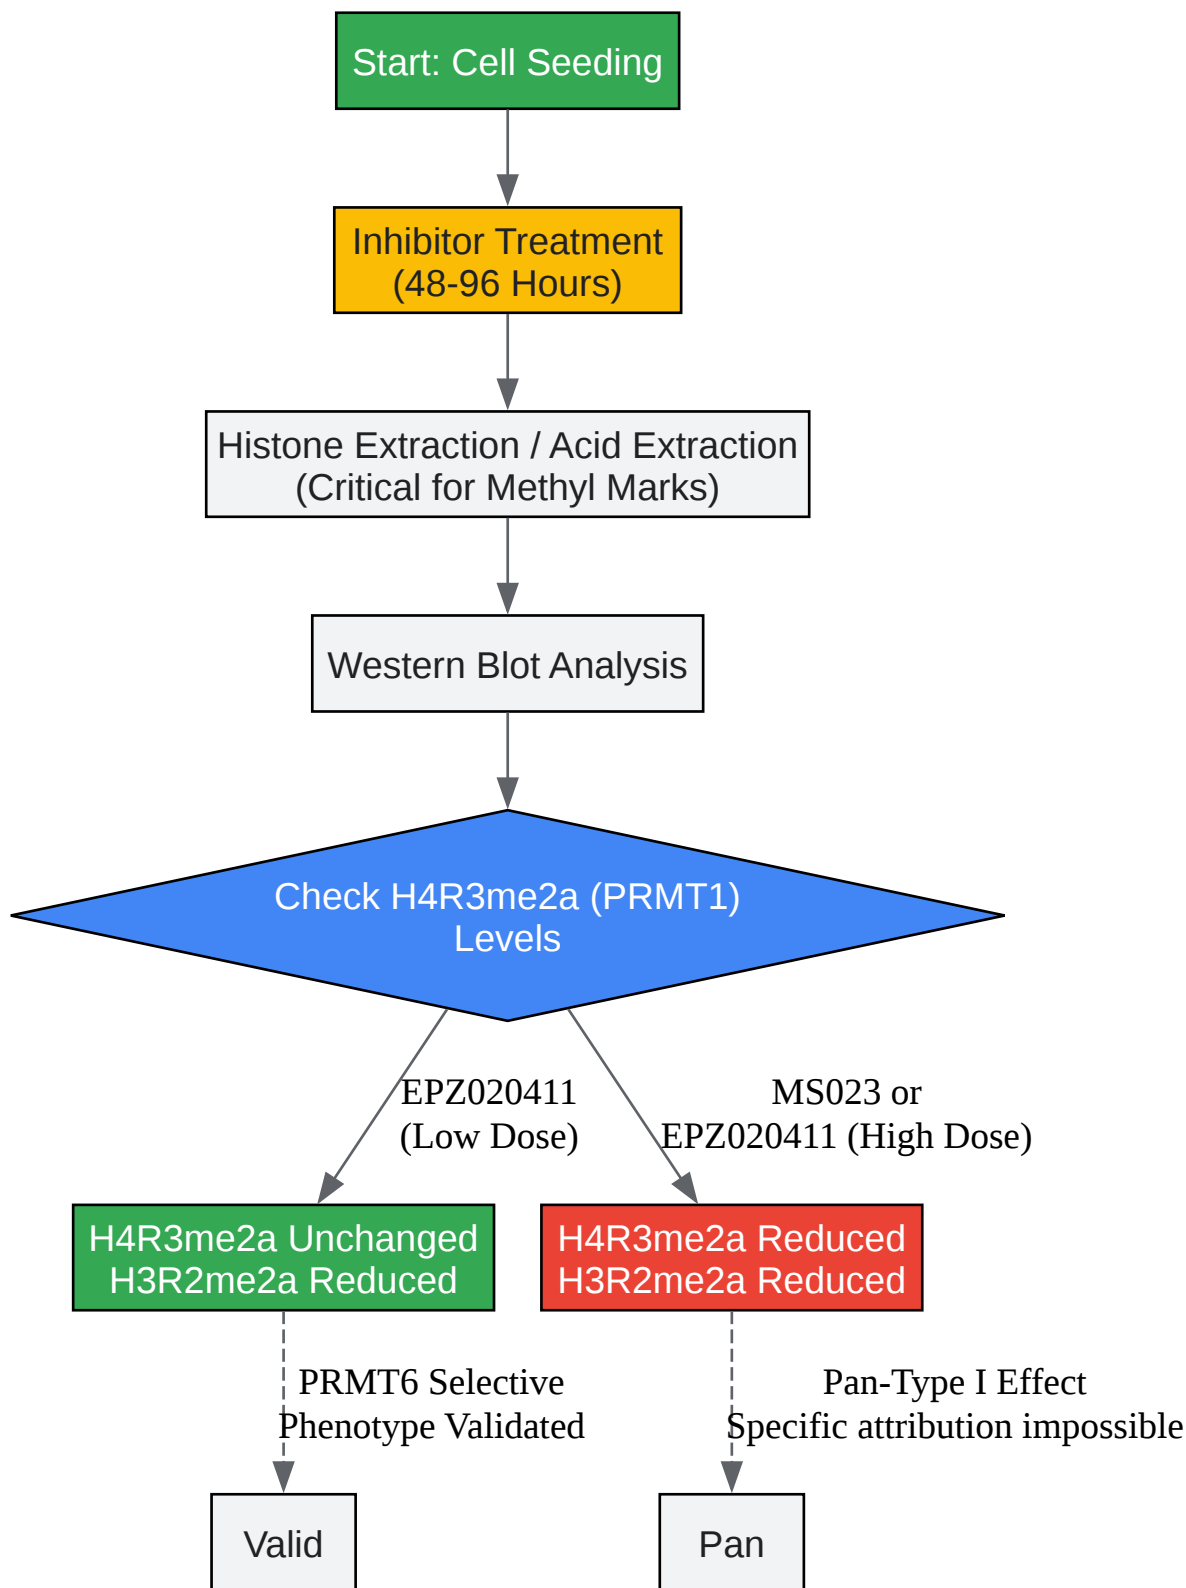 Start: Cell Seeding
Inhibitor Treatment
(48-96 Hours)
Histone Extraction / Acid Extraction
(Critical for Methyl Marks)
Western Blot Analysis
Check H4R3me2a (PRMT1)
Levels
EPZ020411
(Low Dose)
MS023 or
EPZ020411 (High Dose)
H4R3me2a Unchanged
H3R2me2a Reduced
H4R3me2a Reduced
H3R2me2a Reduced
PRMT6 Selective
Phenotype Validated
Pan-Type I Effect
Specific attribution impossible
Valid
Pan